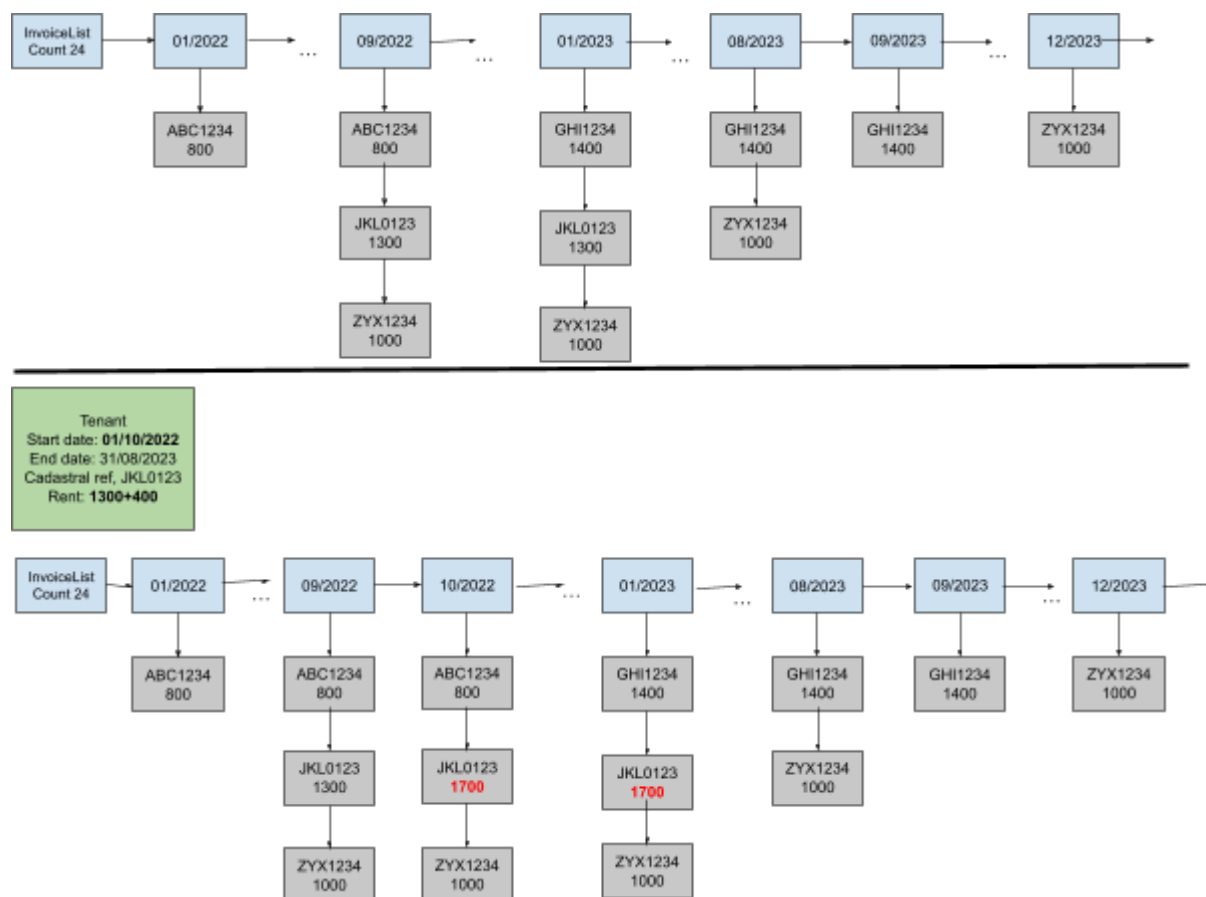 InvoiceList
Count 24
01/2022
...
09/2022
...
01/2023
...
08/2023
09/2023
...
12/2023
ABC1234
800
ABC1234
800
GHI1234
1400
GHI1234
1400
GHI1234
1400
ZYX1234
1000
JKL0123
1300
JKL0123
1300
ZYX1234
1000
ZYX1234
1000
ZYX1234
1000
Tenant
Start date: 01/10/2022
End date: 31/08/2023
Cadastral ref, JKL0123
Rent: 1300+400
InvoiceList
Count 24
01/2022
...
09/2022
10/2022
...
01/2023
...
08/2023
09/2023
...
12/2023
ABC1234
800
ABC1234
800
ABC1234
800
GHI1234
1400
GHI1234
1400
GHI1234
1400
ZYX1234
1000
JKL0123
1300
JKL0123
1700
JKL0123
1700
ZYX1234
1000
ZYX1234
1000
ZYX1234
1000
ZYX1234
1000